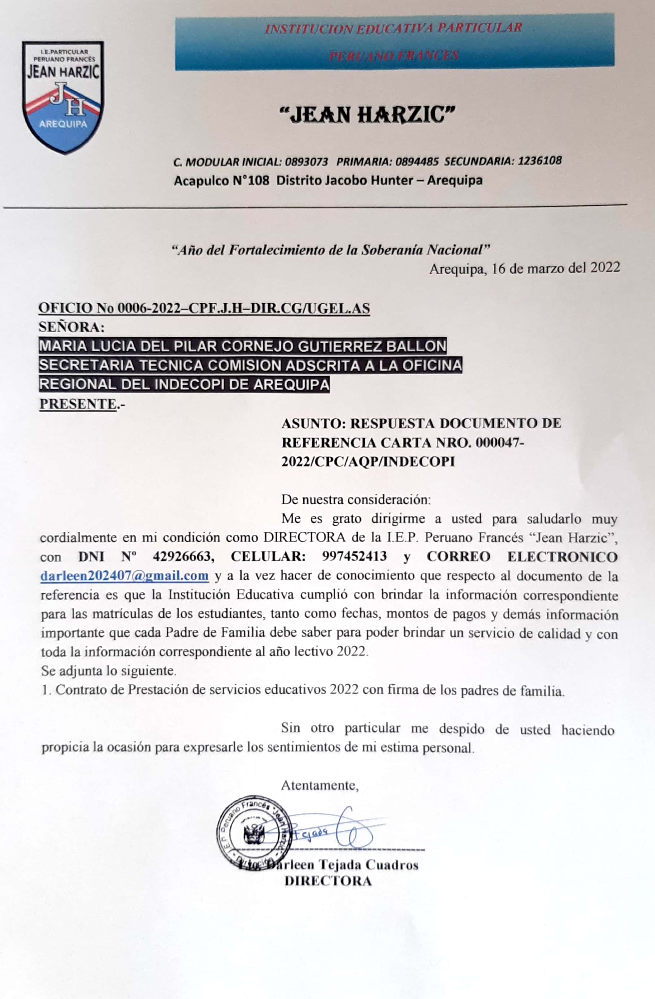 INSTITUCION EDUCATIVA PARTICULAR
PERUANO FRANCES
I.E.PARTICULAR
PERUANO FRANCÉS
JEAN HARZIC
JH
AREQUIPA
“JEAN HARZIC”
C. MODULAR INICIAL: 0893073 PRIMARIA: 0894485 SECUNDARIA: 1236108
Acapulco N°108 Distrito Jacobo Hunter – Arequipa
“Año del Fortalecimiento de la Soberanía Nacional”
Arequipa, 16 de marzo del 2022
OFICIO No 0006-2022–CPF.J.H–DIR.CG/UGEL.AS
SEÑORA:
MARIA LUCIA DEL PILAR CORNEJO GUTIERREZ BALLON
SECRETARIA TECNICA COMISION ADSCRITA A LA OFICINA
REGIONAL DEL INDECOPI DE AREQUIPA
PRESENTE.-
ASUNTO: RESPUESTA DOCUMENTO DE
REFERENCIA CARTA NRO. 000047-
2022/CPC/AQP/INDECOPI
De nuestra consideración:
Me es grato dirigirme a usted para saludarlo muy
cordialmente en mi condición como DIRECTORA de la I.E.P. Peruano Francés “Jean Harzic”,
con DNI Nº 42926663, CELULAR: 997452413 y CORREO ELECTRONICO
darleen202407@gmail.com y a la vez hacer de conocimiento que respecto al documento de la
referencia es que la Institución Educativa cumplió con brindar la información correspondiente
para las matrículas de los estudiantes, tanto como fechas, montos de pagos y demás información
importante que cada Padre de Familia debe saber para poder brindar un servicio de calidad y con
toda la información correspondiente al año lectivo 2022.
Se adjunta lo siguiente.
1. Contrato de Prestación de servicios educativos 2022 con firma de los padres de familia.
Sin otro particular me despido de usted haciendo
propicia la ocasión para expresarle los sentimientos de mi estima personal.
Atentamente,
I.E.P. Peruano Francés "Jean Harzic" - Dirección -
Tejada
Lic. Darleen Tejada Cuadros
DIRECTORA